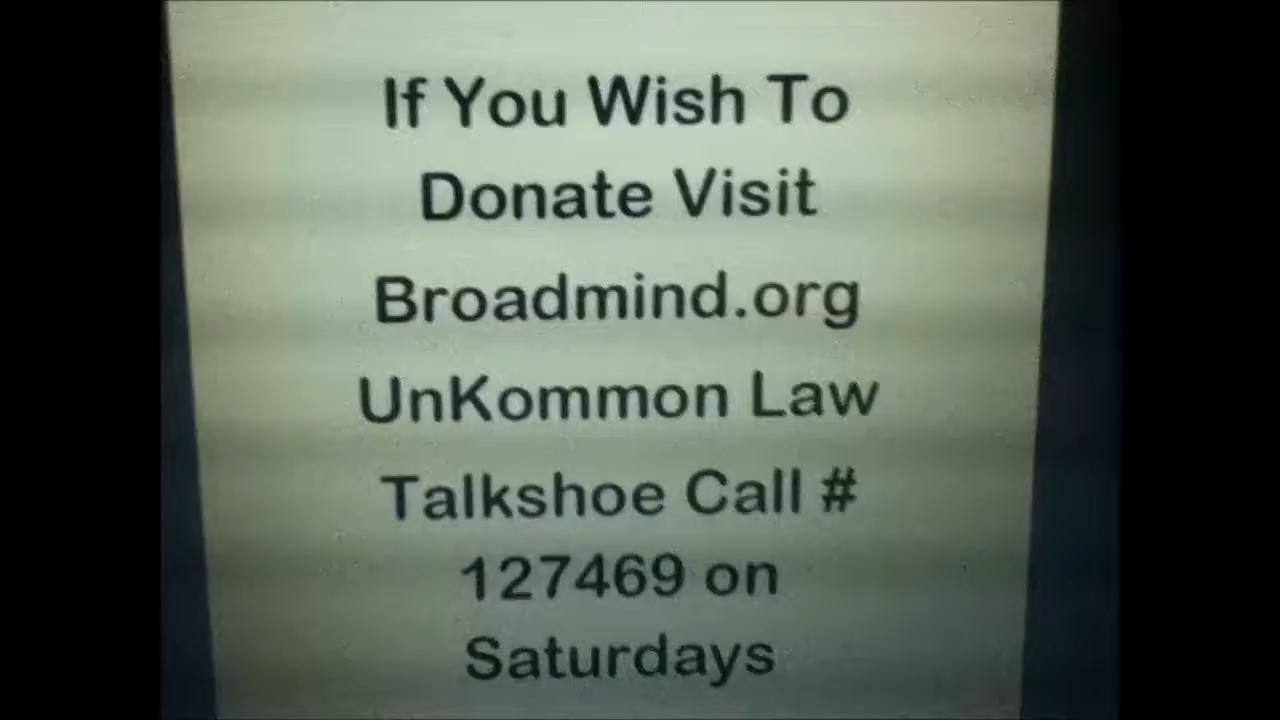 If You Wish To
Donate Visit
Broadmind.org
UnKommon Law
Talkshoe Call #
127469 on
Saturdays